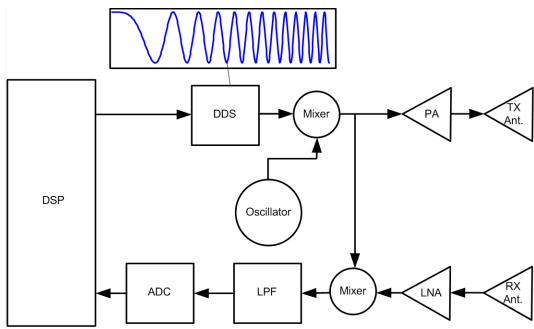 DDS
Mixer
PA
TX
Ant.
DSP
Oscillator
ADC
LPF
Mixer
LNA
RX
Ant.